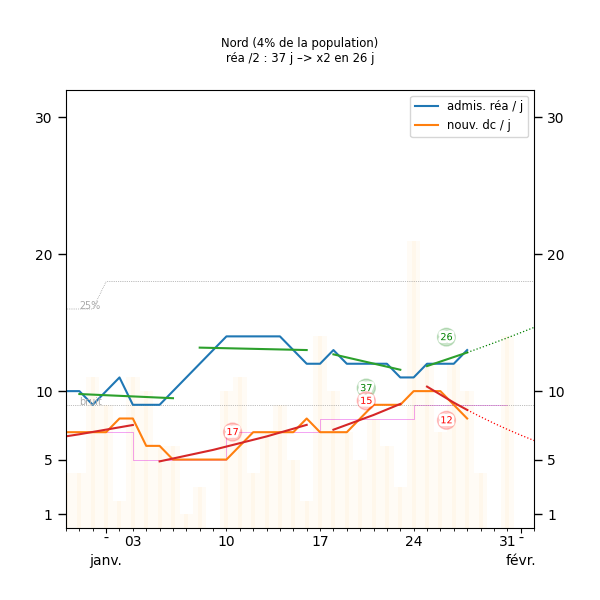 Nord (4% de la population)
réa /2 : 37 j –> x2 en 26 j
admis. réa / j
nouv. dc / j
30
30
20
20
25%
26
10
10
37
15
17
12
5
5
1
1
- 03 10 17 24 31 -
janv. févr.